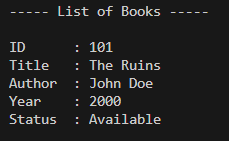 ----- List of Books -----
ID      : 101
Title   : The Ruins
Author  : John Doe
Year    : 2000
Status  : Available